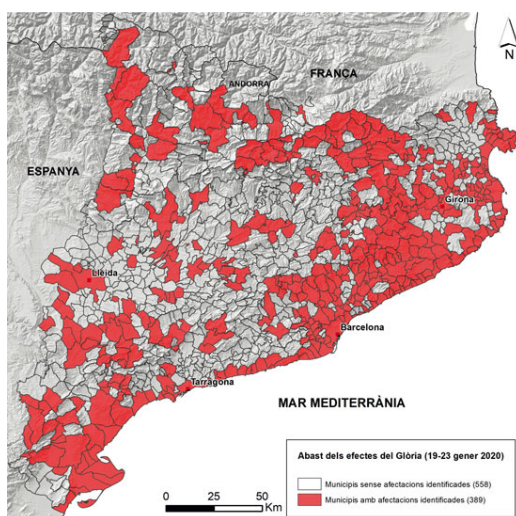 FRANÇA
N
ANDORRA
ESPANYA
Girona
Lleida
Barcelona
Tarragona
MAR MEDITERRÀNIA
Abast dels efectes del Glòria (19-23 gener 2020)
Municipis sense afectacions identificades (558)
Municipis amb afectacions identificades (389)
0 25 50
Km